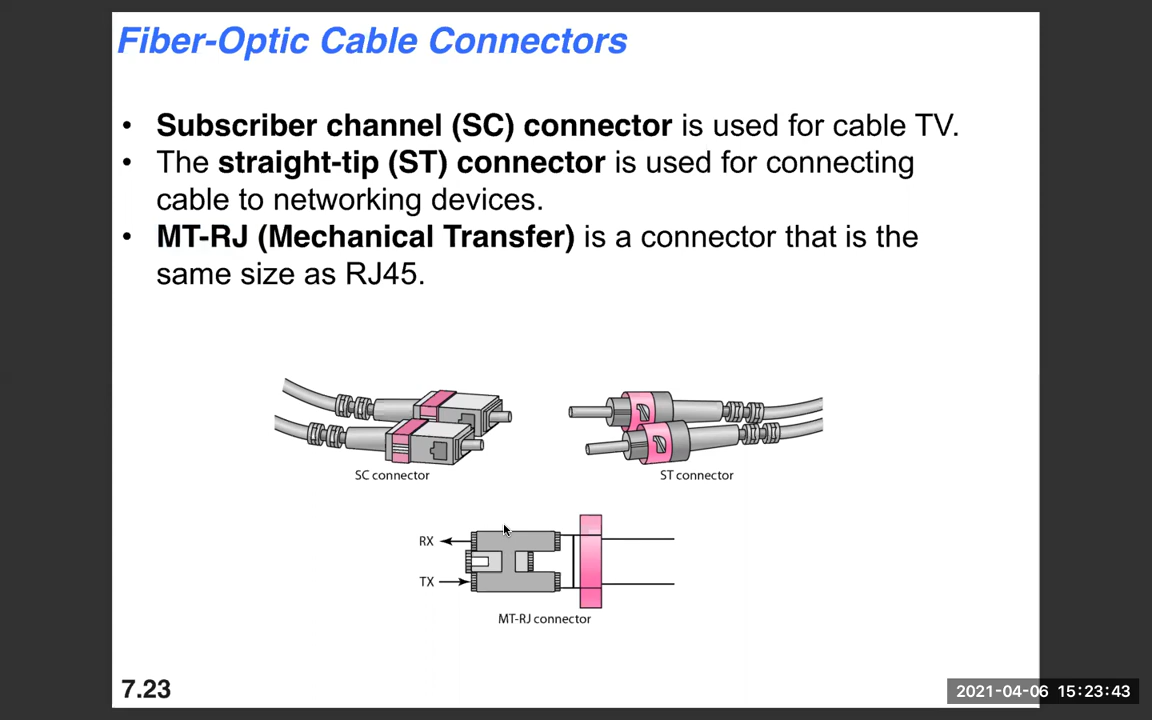 Fiber-Optic Cable Connectors
• Subscriber channel (SC) connector is used for cable TV.
• The straight-tip (ST) connector is used for connecting
cable to networking devices.
• MT-RJ (Mechanical Transfer) is a connector that is the
same size as RJ45.
SC connector
ST connector
RX
TX
MT-RJ connector
7.23
2021-04-06 15:23:43